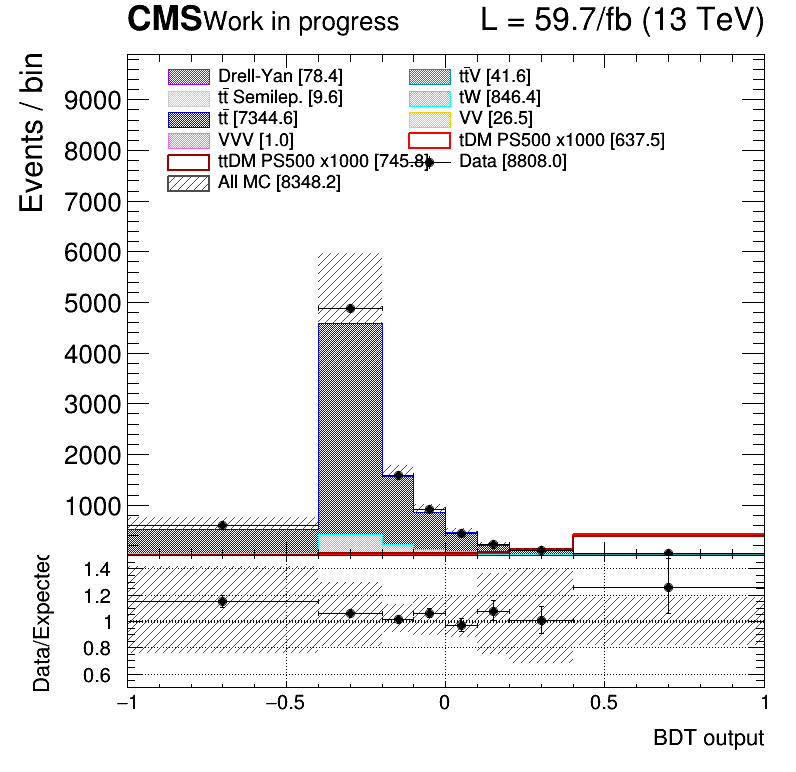 CMS Work in progress L = 59.7/fb (13 TeV)
Events / bin
Drell-Yan [78.4] tt̄V [41.6]
tt̄ Semilep. [9.6] tW [846.4]
tt̄ [7344.6] VV [26.5]
VVV [1.0] tDM PS500 x1000 [637.5]
ttDM PS500 x1000 [745.8] Data [8808.0]
All MC [8348.2]
9000
8000
7000
6000
5000
4000
3000
2000
1000
Data/Expected
1.4
1.2
1
0.8
0.6
−1 −0.5 0 0.5 1
BDT output